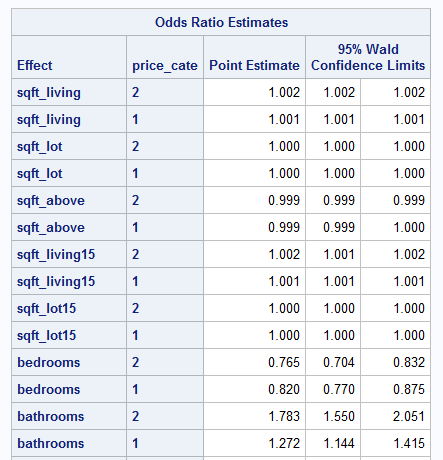 Odds Ratio Estimates
Effect price_cate Point Estimate 95% Wald Confidence Limits
sqft_living 2 1.002 1.002 1.002
sqft_living 1 1.001 1.001 1.001
sqft_lot 2 1.000 1.000 1.000
sqft_lot 1 1.000 1.000 1.000
sqft_above 2 0.999 0.999 0.999
sqft_above 1 0.999 0.999 1.000
sqft_living15 2 1.002 1.001 1.002
sqft_living15 1 1.001 1.001 1.001
sqft_lot15 2 1.000 1.000 1.000
sqft_lot15 1 1.000 1.000 1.000
bedrooms 2 0.765 0.704 0.832
bedrooms 1 0.820 0.770 0.875
bathrooms 2 1.783 1.550 2.051
bathrooms 1 1.272 1.144 1.415